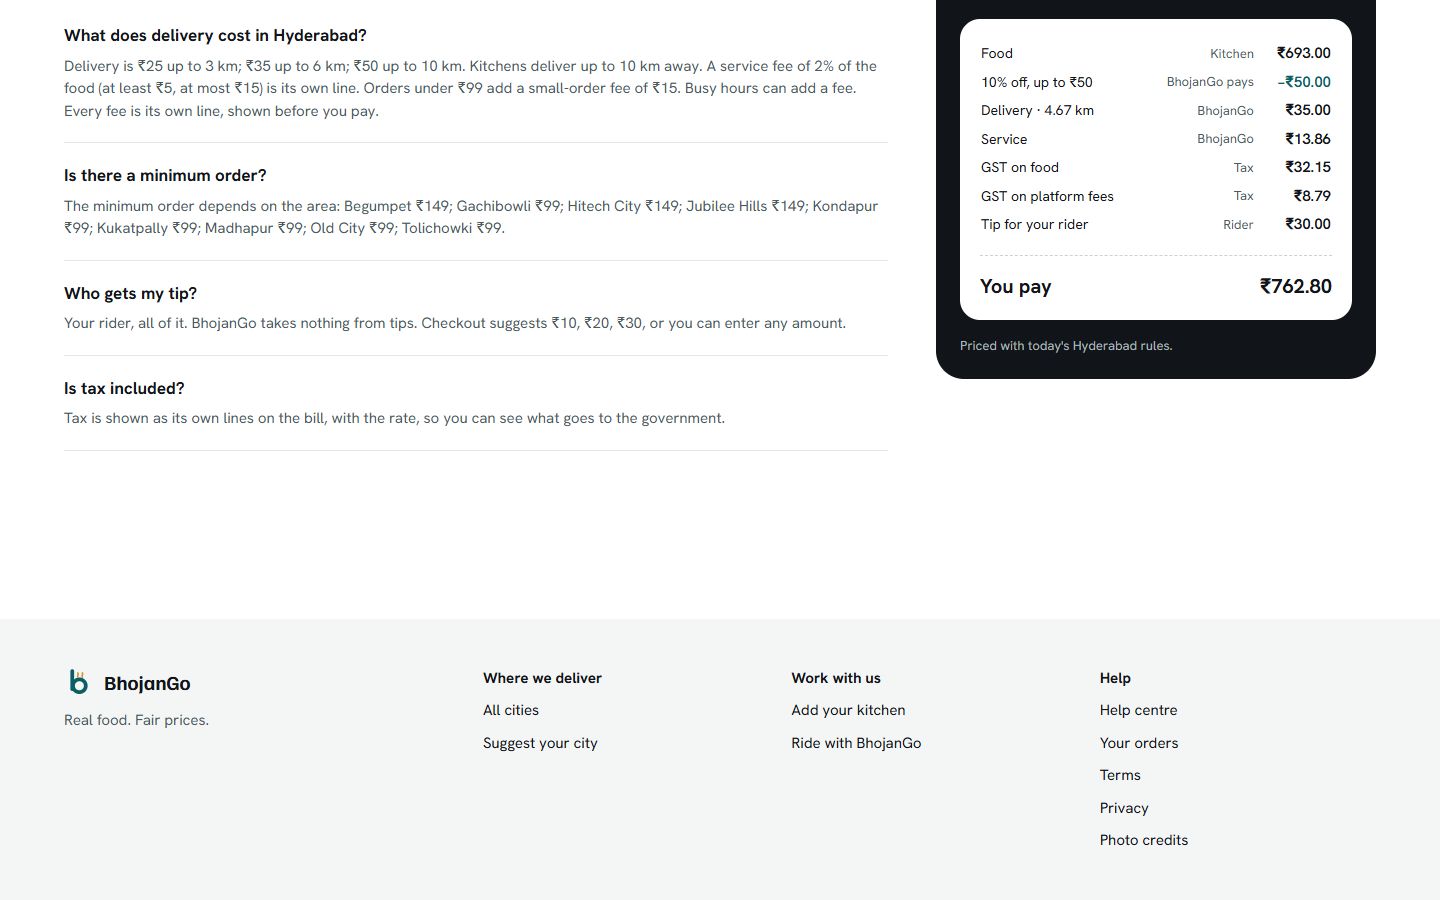 What does delivery cost in Hyderabad?
Delivery is ₹25 up to 3 km; ₹35 up to 6 km; ₹50 up to 10 km. Kitchens deliver up to 10 km away. A service fee of 2% of the
food (at least ₹5, at most ₹15) is its own line. Orders under ₹99 add a small-order fee of ₹15. Busy hours can add a fee.
Every fee is its own line, shown before you pay.
Is there a minimum order?
The minimum order depends on the area: Begumpet ₹149; Gachibowli ₹99; Hitech City ₹149; Jubilee Hills ₹149; Kondapur
₹99; Kukatpally ₹99; Madhapur ₹99; Old City ₹99; Tolichowki ₹99.
Who gets my tip?
Your rider, all of it. BhojanGo takes nothing from tips. Checkout suggests ₹10, ₹20, ₹30, or you can enter any amount.
Is tax included?
Tax is shown as its own lines on the bill, with the rate, so you can see what goes to the government.
Food Kitchen ₹693.00
10% off, up to ₹50 BhojanGo pays −₹50.00
Delivery · 4.67 km BhojanGo ₹35.00
Service BhojanGo ₹13.86
GST on food Tax ₹32.15
GST on platform fees Tax ₹8.79
Tip for your rider Rider ₹30.00
You pay ₹762.80
Priced with today's Hyderabad rules.
BhojanGo
Real food. Fair prices.
Where we deliver
All cities
Suggest your city
Work with us
Add your kitchen
Ride with BhojanGo
Help
Help centre
Your orders
Terms
Privacy
Photo credits